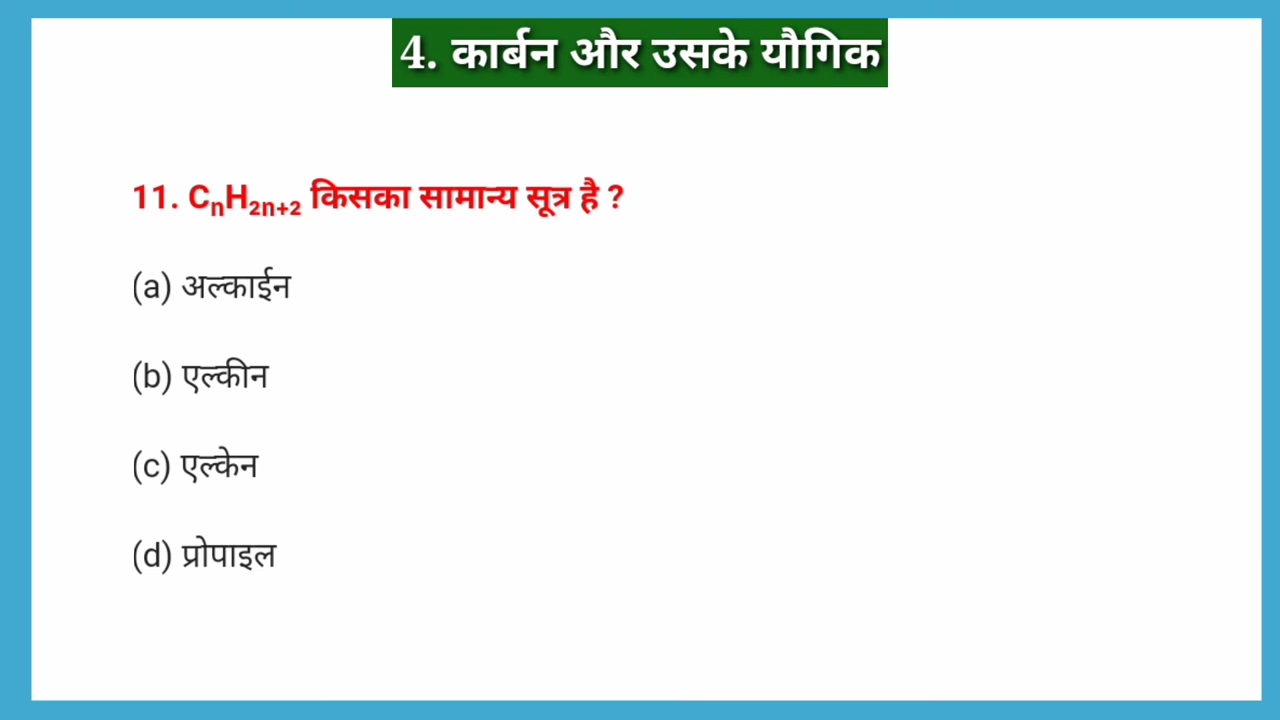 4. कार्बन और उसके यौगिक
11. CₙH₂ₙ₊₂ किसका सामान्य सूत्र है ?
(a) अल्काईन
(b) एल्कीन
(c) एल्केन
(d) प्रोपाइल